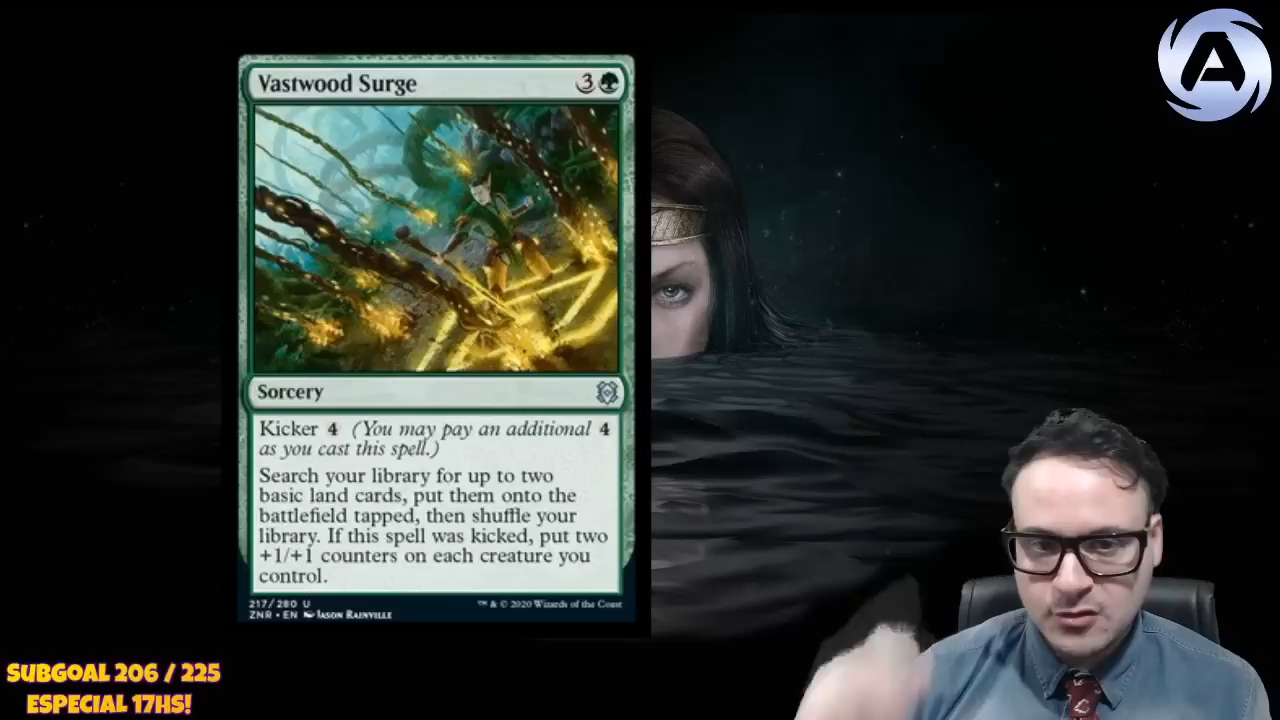 Vastwood Surge 3
A
Sorcery
Kicker 4 (You may pay an additional 4
as you cast this spell.)
Search your library for up to two
basic land cards, put them onto the
battlefield tapped, then shuffle your
library. If this spell was kicked, put two
+1/+1 counters on each creature you
control.
217/280 U
ZNR • EN JASON RAINVILLE
™ & © 2020 Wizards of the Coast
SUBGOAL 206 / 225
ESPECIAL 17HS!